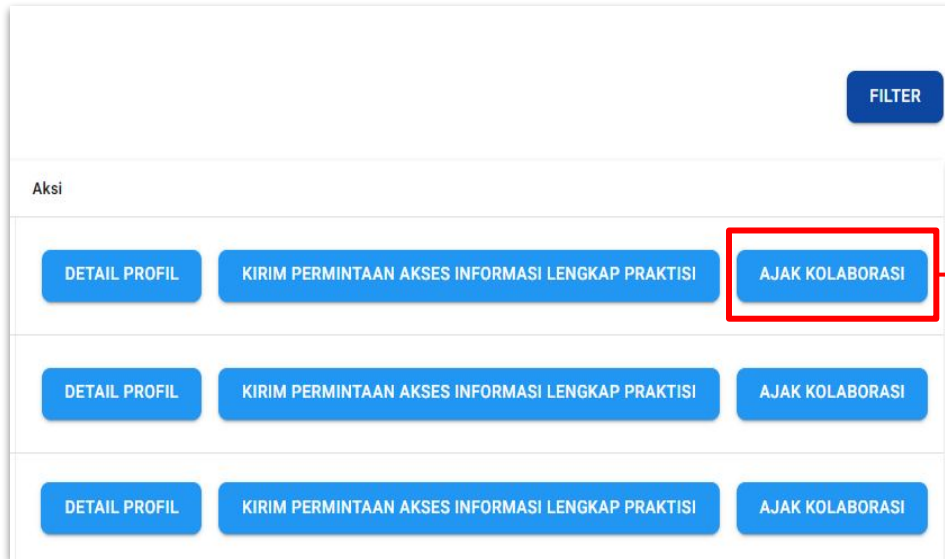 FILTER
Aksi
DETAIL PROFIL KIRIM PERMINTAAN AKSES INFORMASI LENGKAP PRAKTISI AJAK KOLABORASI
DETAIL PROFIL KIRIM PERMINTAAN AKSES INFORMASI LENGKAP PRAKTISI AJAK KOLABORASI
DETAIL PROFIL KIRIM PERMINTAAN AKSES INFORMASI LENGKAP PRAKTISI AJAK KOLABORASI